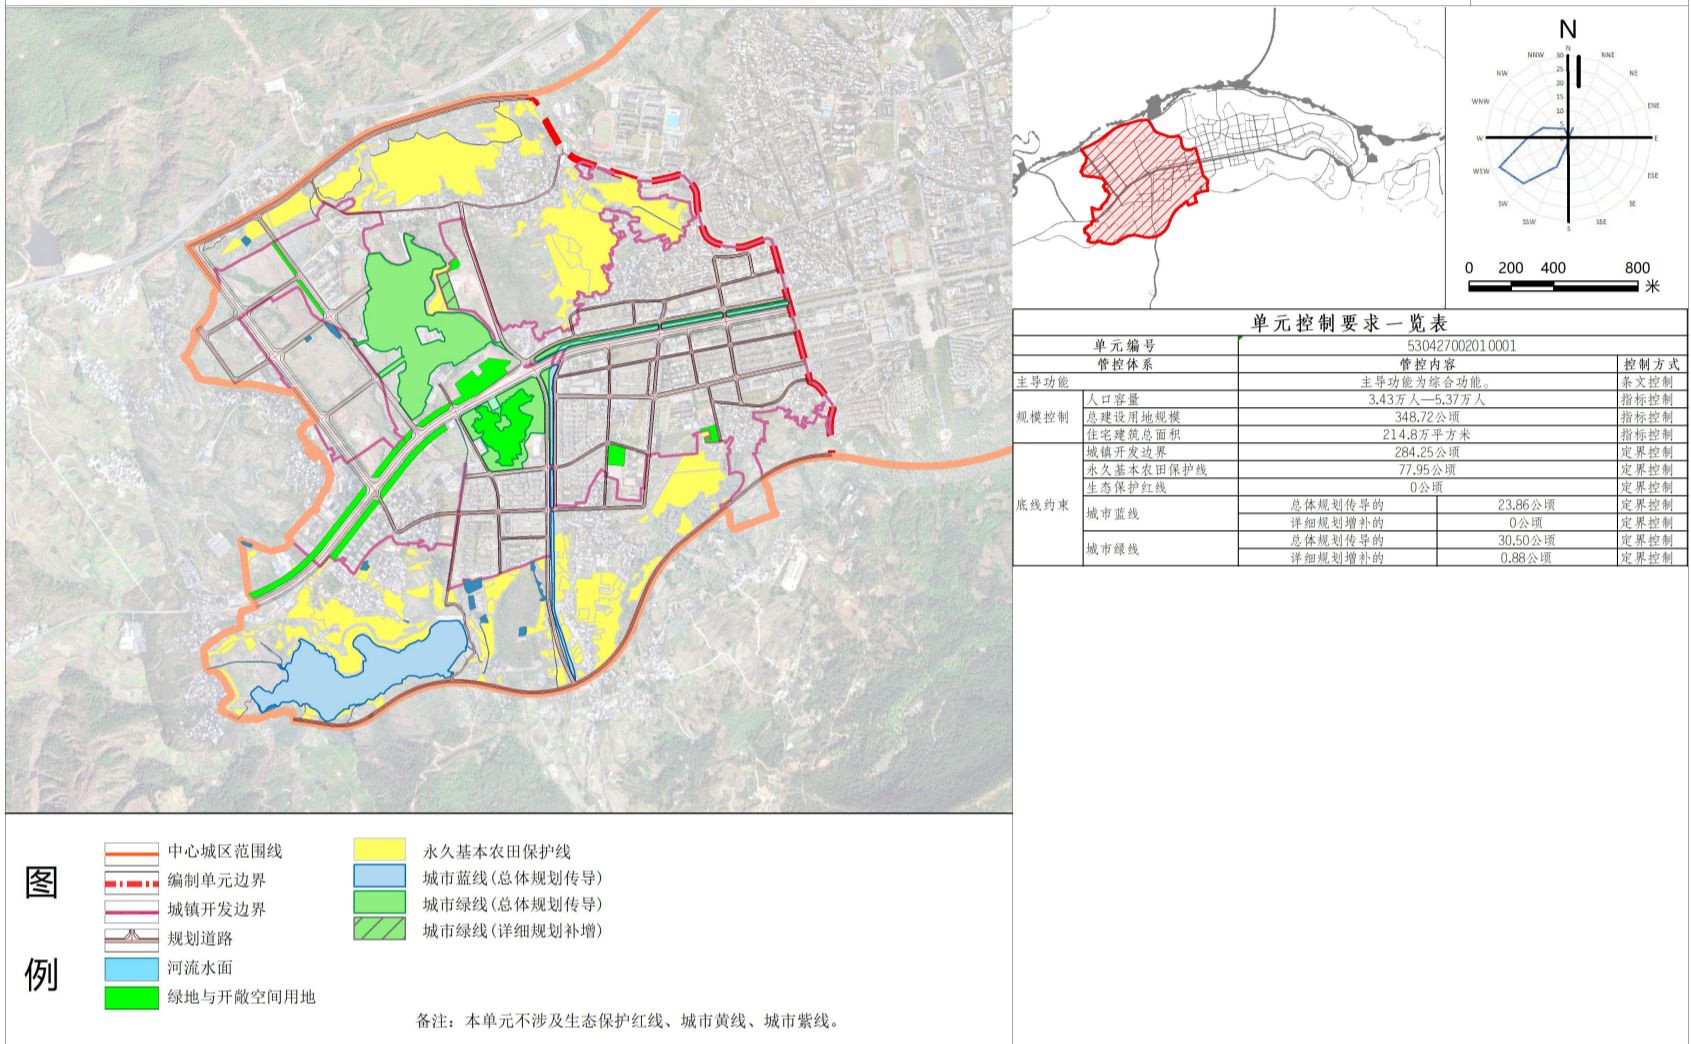 N
N
NNE
NE
ENE
E
ESE
SE
SSE
S
SSW
SW
WSW
W
WNW
NW
NNW
30
25
20
15
10
5
0 200 400 800
米
单元控制要求一览表
单元编号 530427002010001
管控体系 管控内容 控制方式
主导功能 主导功能为综合功能。 条文控制
规模控制 人口容量 3.43万人—5.37万人 指标控制
总建设用地规模 348.72公顷 指标控制
住宅建筑总面积 214.8万平方米 指标控制
底线约束 城镇开发边界 284.25公顷 定界控制
永久基本农田保护线 77.95公顷 定界控制
生态保护红线 0公顷 定界控制
城市蓝线 总体规划传导的 23.86公顷 定界控制
详细规划增补的 0公顷 定界控制
城市绿线 总体规划传导的 30.50公顷 定界控制
详细规划增补的 0.88公顷 定界控制
图例
中心城区范围线
编制单元边界
城镇开发边界
规划道路
河流水面
绿地与开敞空间用地
永久基本农田保护线
城市蓝线(总体规划传导)
城市绿线(总体规划传导)
城市绿线(详细规划补增)
备注：本单元不涉及生态保护红线、城市黄线、城市紫线。